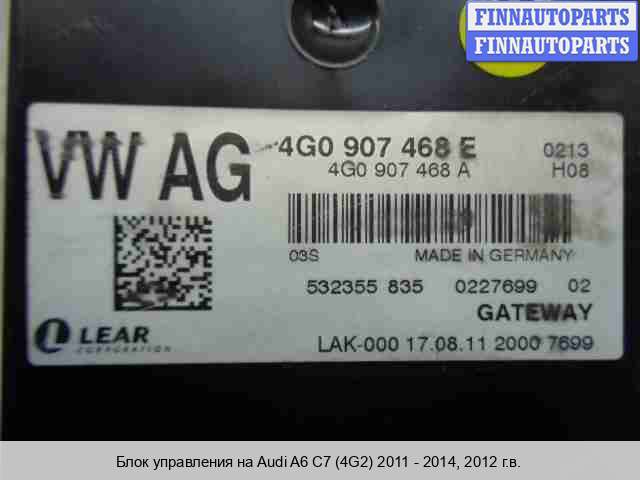 FINNAUTOPARTS
FINNAUTOPARTS
VW AG
4G0 907 468 E
0213
4G0 907 468 A
H08
03S
MADE IN GERMANY
532355 835
0227699
02
GATEWAY
LEAR
CORPORATION
LAK-000 17.08.11 2000 7699
Блок управления на Audi A6 C7 (4G2) 2011 - 2014, 2012 г.в.